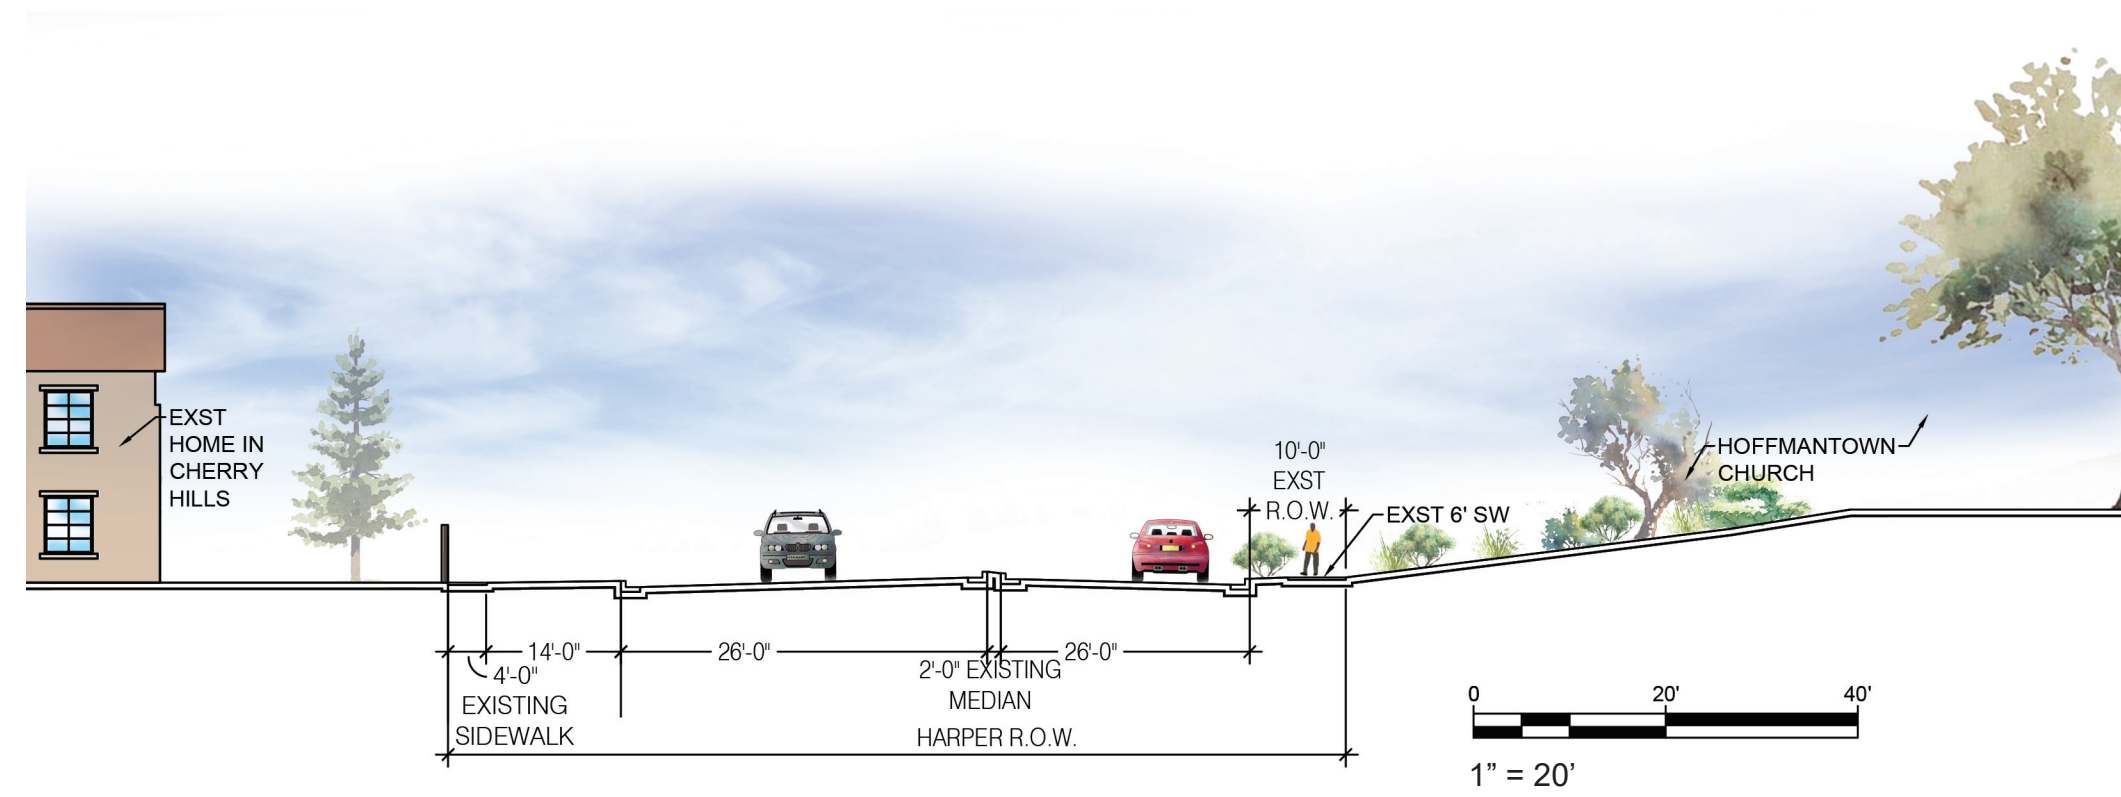 EXST
HOME IN
CHERRY
HILLS
10'-0"
EXST
R.O.W.
EXST 6' SW
HOFFMANTOWN
CHURCH
14'-0"
26'-0"
26'-0"
4'-0"
EXISTING
SIDEWALK
2'-0" EXISTING
MEDIAN
HARPER R.O.W.
0 20' 40'
1” = 20’